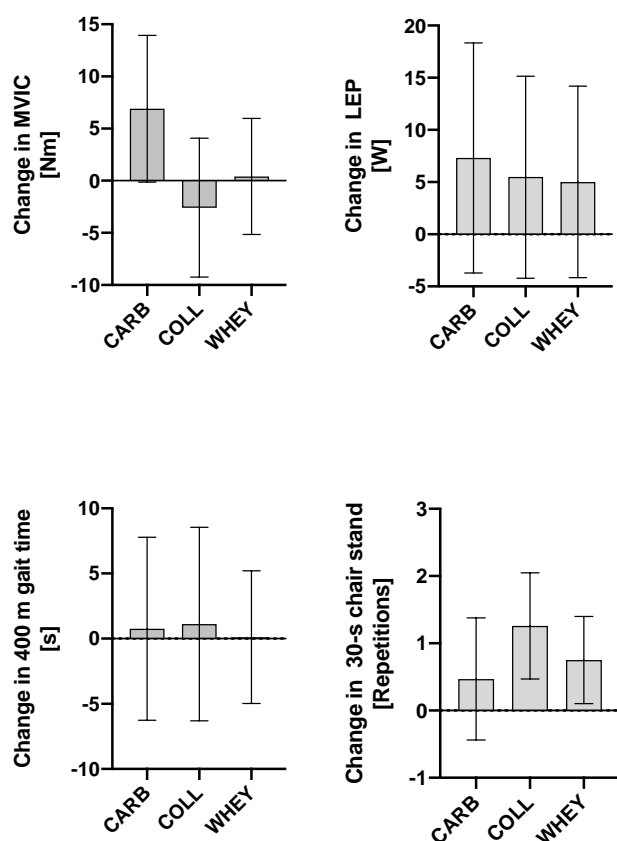 Change in MVIC
[Nm]
15
10
5
0
-5
-10
CARB
COLL
WHEY
Change in LEP
[W]
20
15
10
5
0
-5
CARB
COLL
WHEY
Change in 400 m gait time
[s]
10
5
0
-5
-10
CARB
COLL
WHEY
Change in 30-s chair stand
[Repetitions]
3
2
1
0
-1
CARB
COLL
WHEY